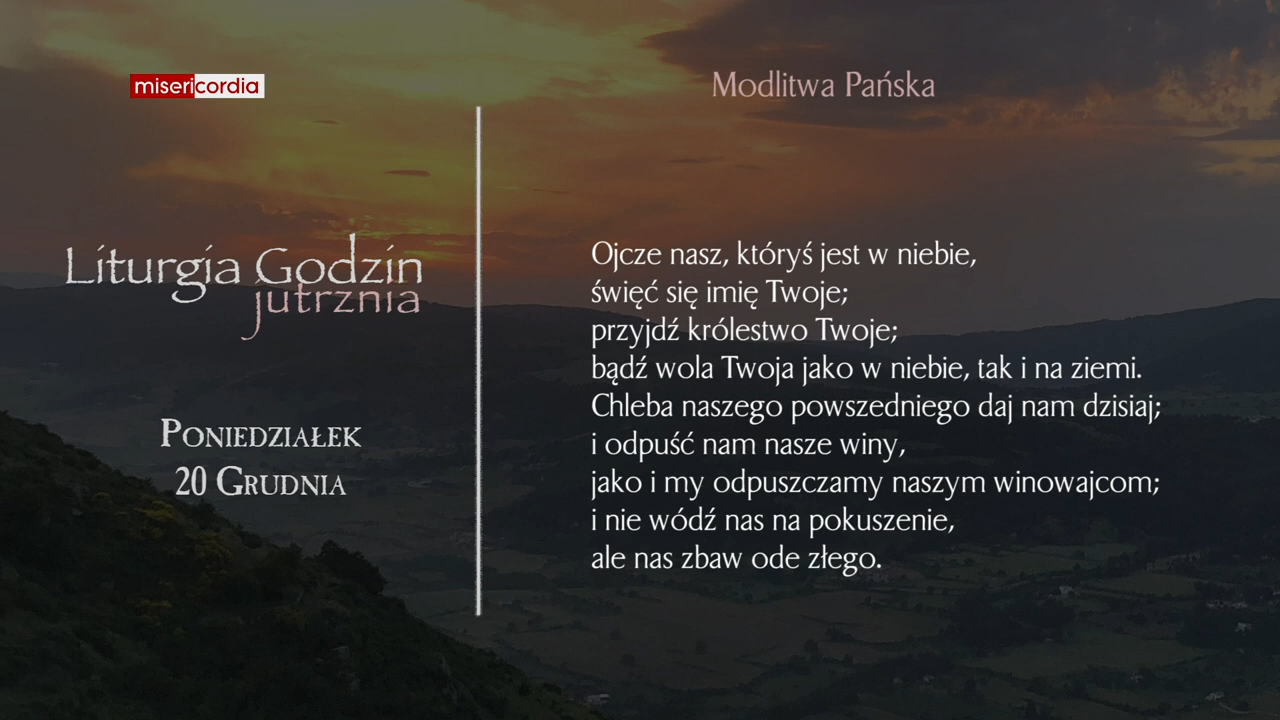 misericordia
Liturgia Godzin
jutrznia
Poniedziałek
20 Grudnia
Modlitwa Pańska
Ojcze nasz, któryś jest w niebie,
święć się imię Twoje;
przyjdź królestwo Twoje;
bądź wola Twoja jako w niebie, tak i na ziemi.
Chleba naszego powszedniego daj nam dzisiaj;
i odpuść nam nasze winy,
jako i my odpuszczamy naszym winowajcom;
i nie wódź nas na pokuszenie,
ale nas zbaw ode złego.